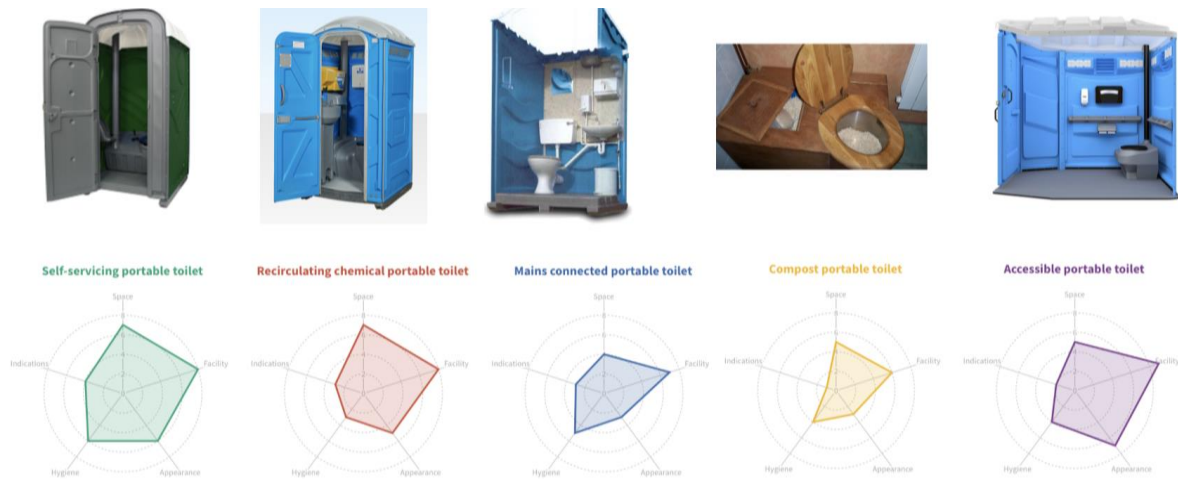 Self-servicing portable toilet
Recirculating chemical portable toilet
Mains connected portable toilet
Compost portable toilet
Accessible portable toilet
Space
Space
Space
Space
Space
Indications
Facility
Indications
Facility
Indications
Facility
Indications
Facility
Indications
Facility
Hygiene
Appearance
Hygiene
Appearance
Hygiene
Appearance
Hygiene
Appearance
Hygiene
Appearance